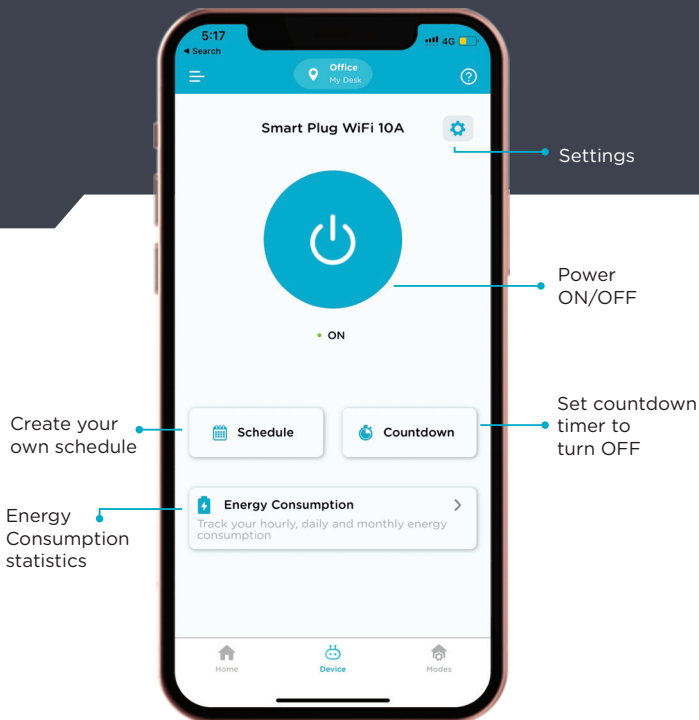 5:17
4G
◄ Search
Office
My Desk
Smart Plug WiFi 10A
Settings
Power
ON/OFF
• ON
Create your
own schedule
Schedule
Countdown
Set countdown
timer to
turn OFF
Energy
Consumption
statistics
Energy Consumption
Track your hourly, daily and monthly energy
consumption
Home
Device
Modes